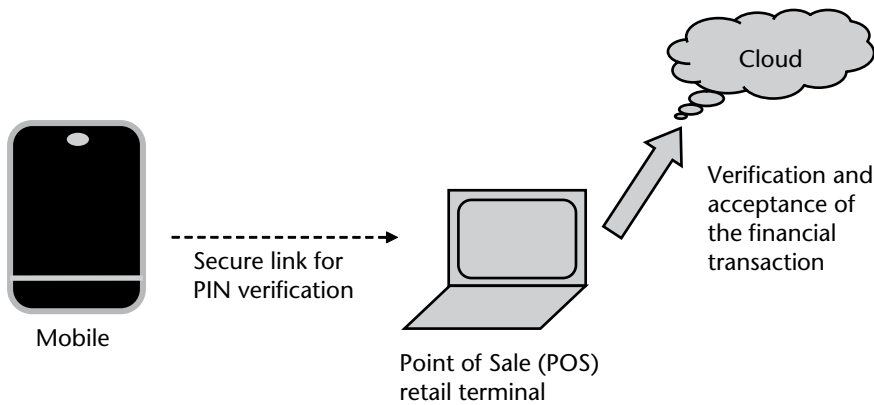 Cloud
Verification and
acceptance of
the financial
transaction
Secure link for
PIN verification
Mobile
Point of Sale (POS)
retail terminal